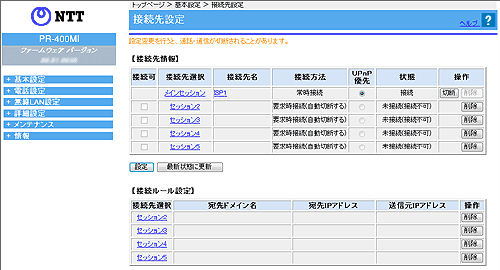 トップページ > 基本設定 > 接続先設定
NTT
接続先設定
ヘルプ ?
PR-400MI
ファームウェア バージョン
設定変更を行うと、通話・通信が切断されることがあります。
【接続先情報】
接続可 接続先選択 接続先名 接続方法 UPnP優先 状態 操作
メインセッション ISP1 常時接続 接続 切断 削除
セッション2 要求時接続(自動切断する) 未接続(接続不可) 削除
セッション3 要求時接続(自動切断する) 未接続(接続不可) 削除
セッション4 要求時接続(自動切断する) 未接続(接続不可) 削除
セッション5 要求時接続(自動切断する) 未接続(接続不可) 削除
+ 基本設定
+ 電話設定
+ 無線LAN設定
+ 詳細設定
+ メンテナンス
+ 情報
設定 最新状態に更新
【接続ルール設定】
接続先選択 宛先ドメイン名 宛先IPアドレス 送信元IPアドレス 操作
セッション2 削除
セッション3 削除
セッション4 削除
セッション5 削除